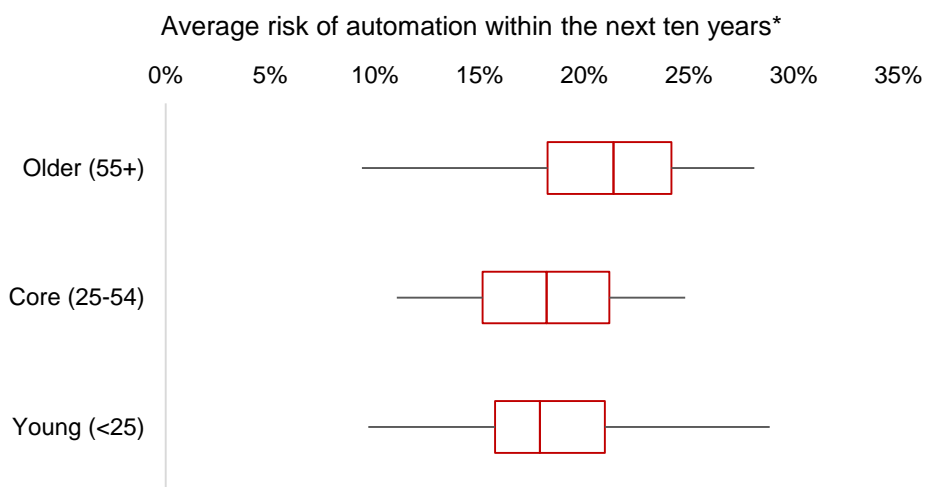 Average risk of automation within the next ten years*
0% 5% 10% 15% 20% 25% 30% 35%
Older (55+)
Core (25-54)
Young (<25)